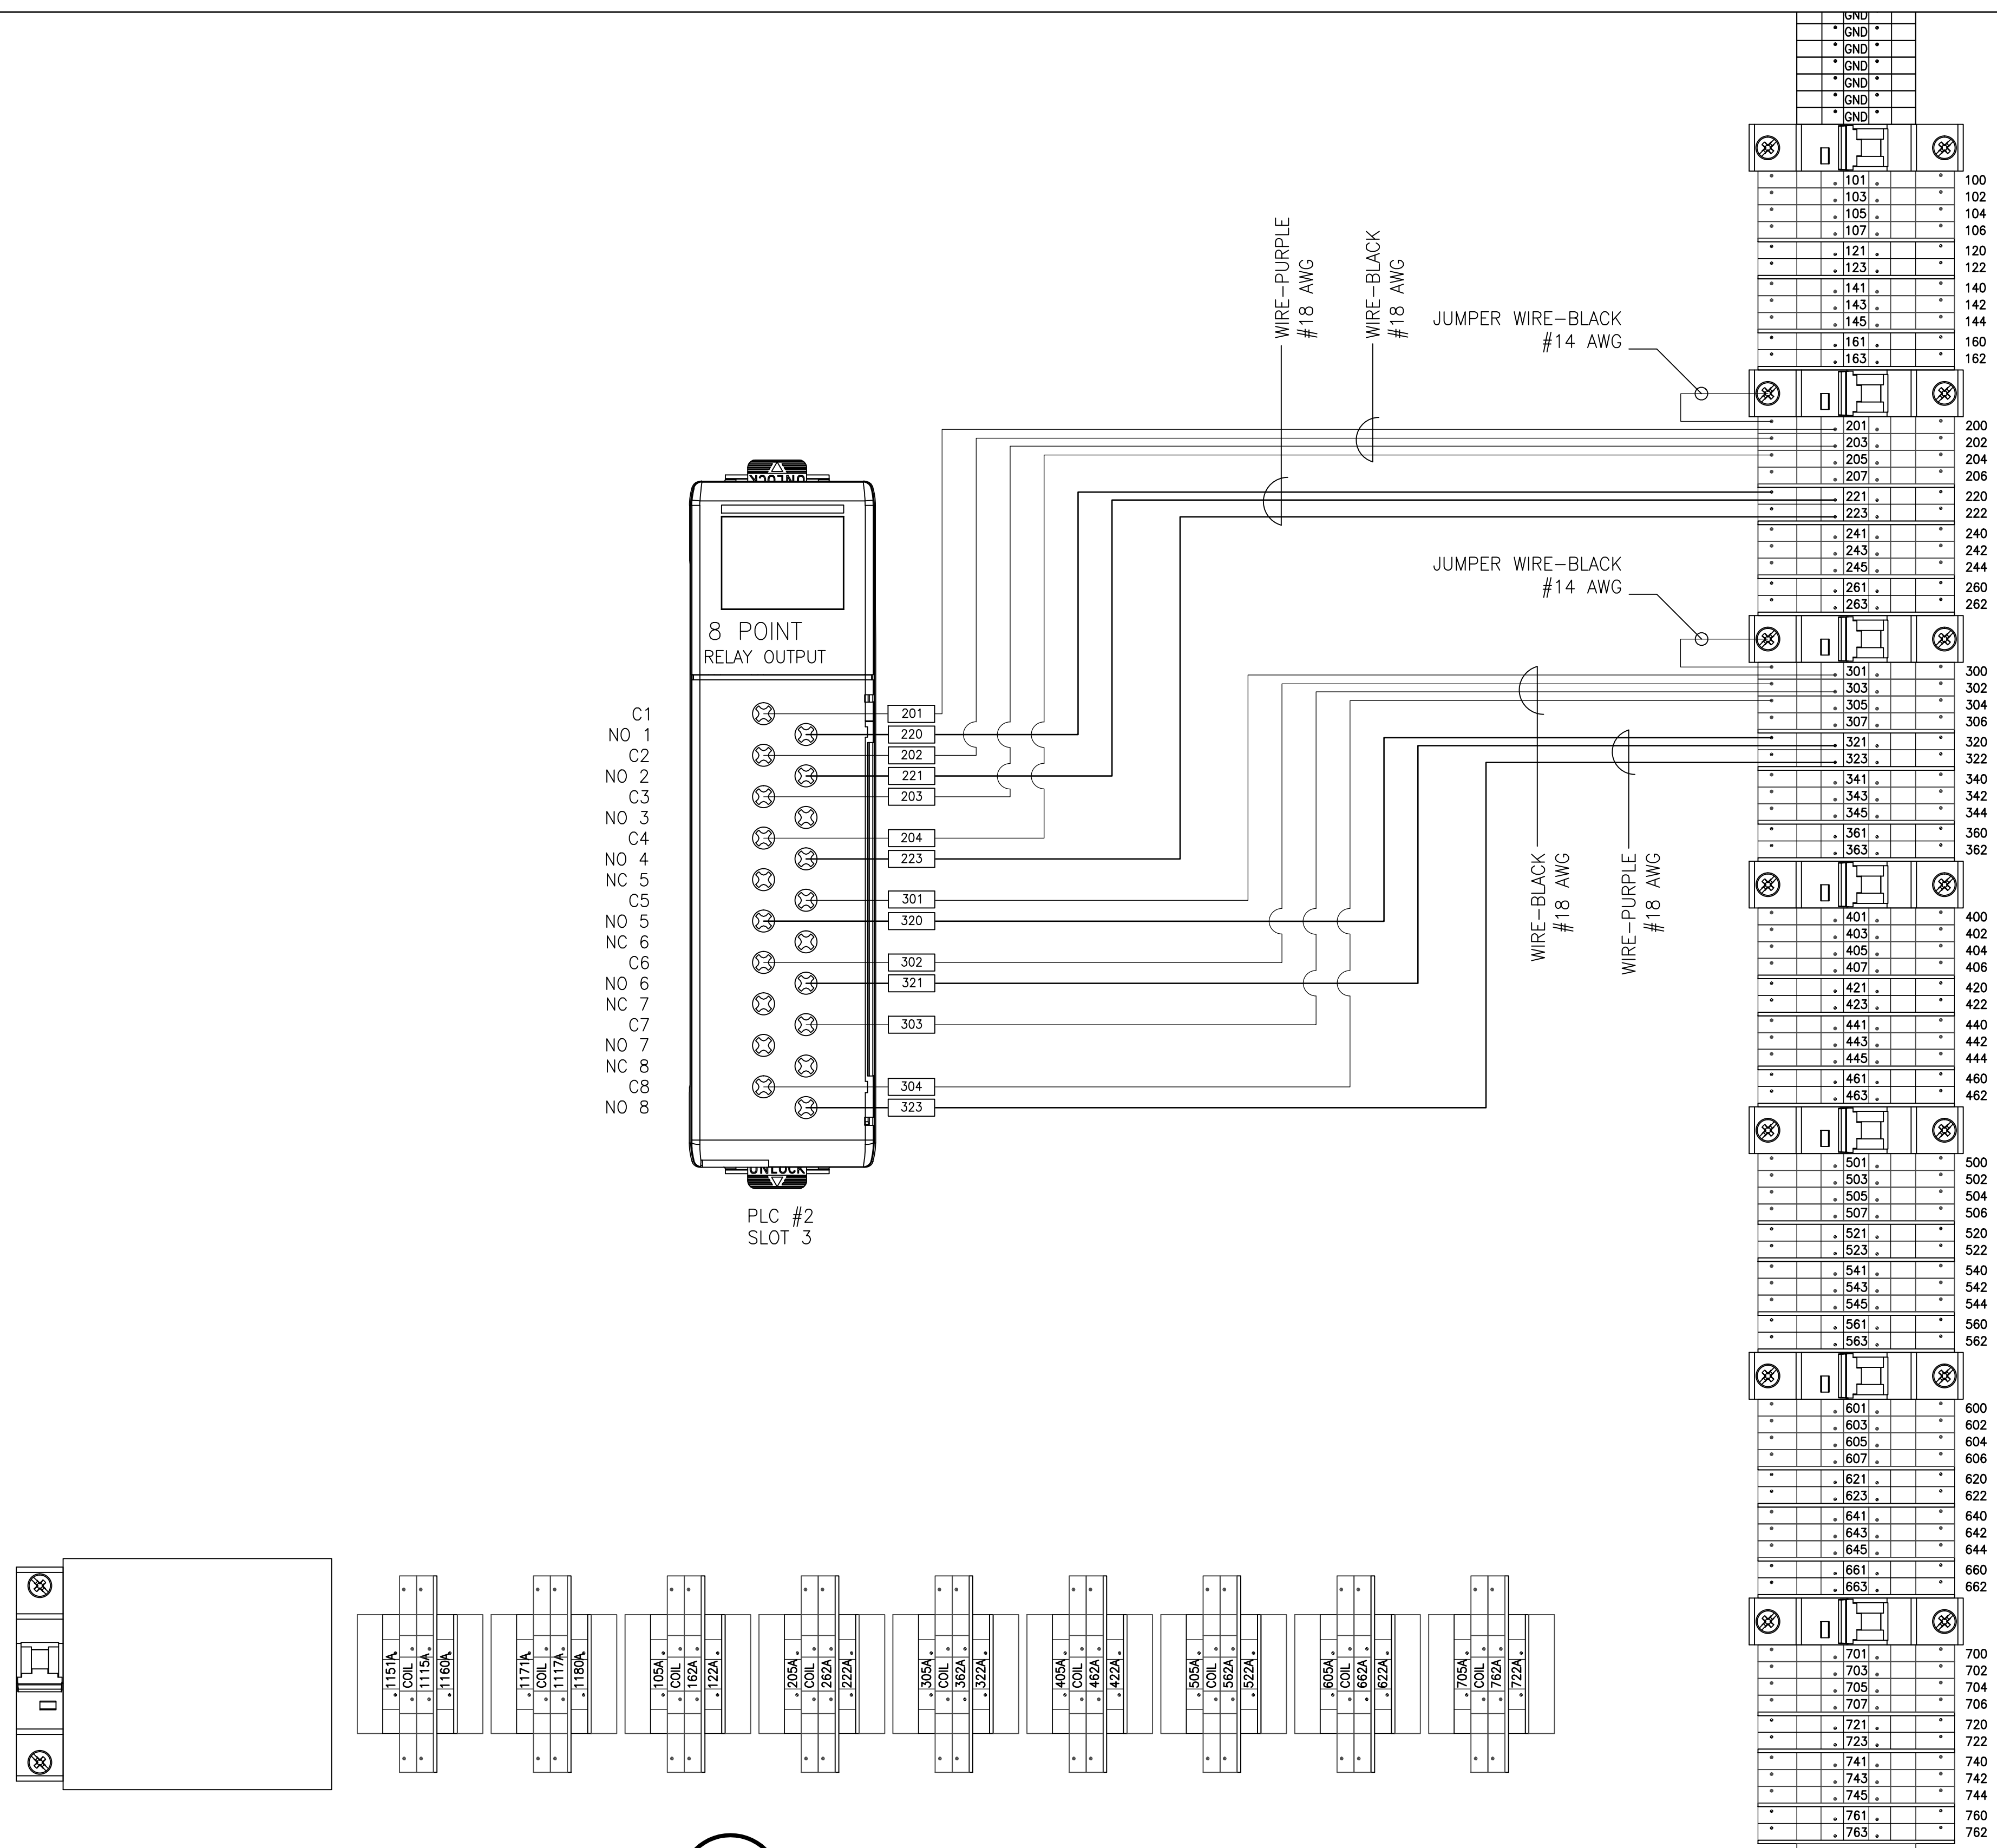 GND
GND
GND
GND
GND
GND
GND
101 100
103 102
105 104
107 106
121 120
123 122
141 140
143 142
145 144
161 160
163 162
WIRE-PURPLE
#18 AWG
WIRE-BLACK
#18 AWG
JUMPER WIRE-BLACK
#14 AWG
201 200
203 202
205 204
207 206
221 220
223 222
241 240
243 242
245 244
261 260
263 262
JUMPER WIRE-BLACK
#14 AWG
301 300
303 302
305 304
307 306
321 320
323 322
341 340
343 342
345 344
361 360
363 362
WIRE-BLACK
#18 AWG
WIRE-PURPLE
#18 AWG
UNLOCK
8 POINT
RELAY OUTPUT
C1 201
NO 1 220
C2 202
NO 2 221
C3 203
NO 3
C4 204
NO 4 223
NC 5
C5 301
NO 5 320
NC 6
C6 302
NO 6 321
NC 7
C7 303
NO 7
NC 8
C8 304
NO 8 323
UNLOCK
PLC #2
SLOT 3
401 400
403 402
405 404
407 406
421 420
423 422
441 440
443 442
445 444
461 460
463 462
501 500
503 502
505 504
507 506
521 520
523 522
541 540
543 542
545 544
561 560
563 562
601 600
603 602
605 604
607 606
621 620
623 622
641 640
643 642
645 644
661 660
663 662
701 700
703 702
705 704
707 706
721 720
723 722
741 740
743 742
745 744
761 760
763 762
1151A
COIL
1115A
1160A
1171A
COIL
1117A
1180A
105A
COIL
162A
122A
205A
COIL
262A
222A
305A
COIL
362A
322A
405A
COIL
462A
422A
505A
COIL
562A
522A
605A
COIL
662A
622A
705A
COIL
762A
722A